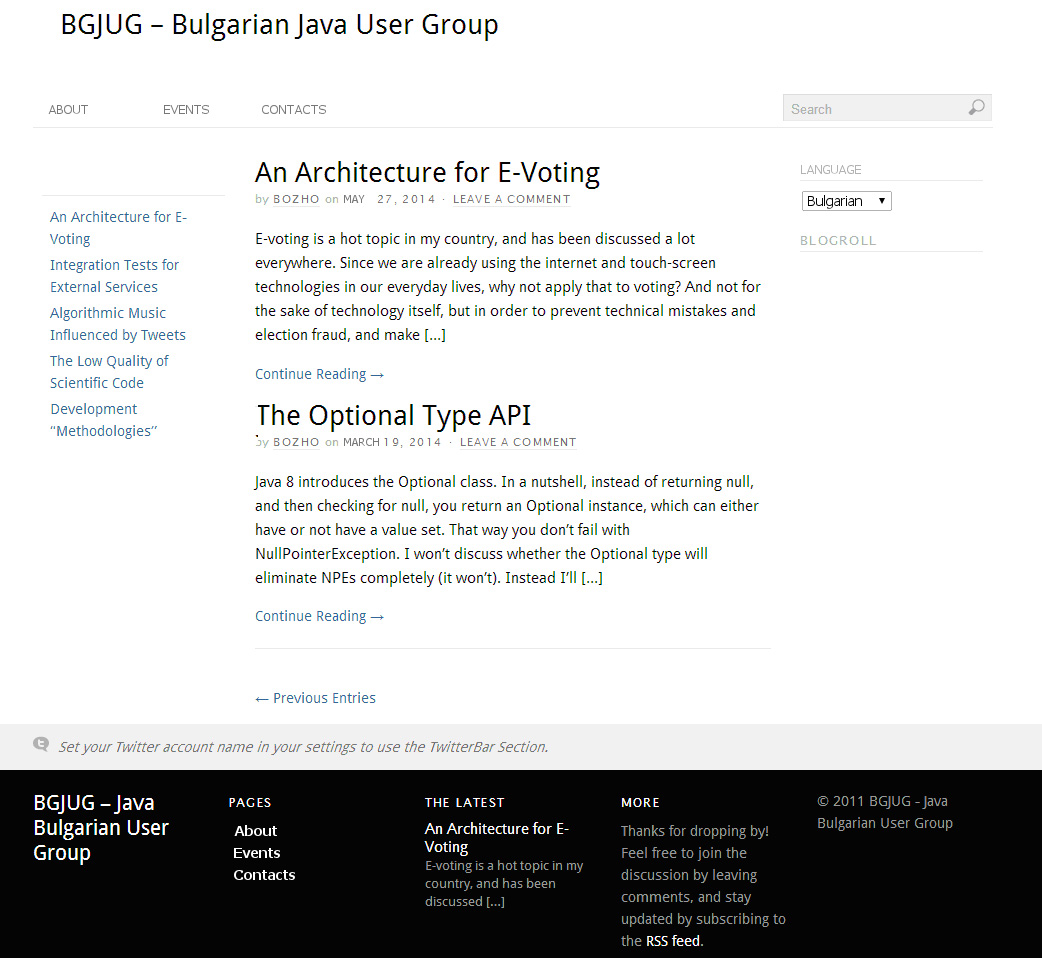 BGJUG – Bulgarian Java User Group
ABOUT
EVENTS
CONTACTS
Search
An Architecture for E-
Voting
Integration Tests for
External Services
Algorithmic Music
Influenced by Tweets
The Low Quality of
Scientific Code
Development
“Methodologies”
An Architecture for E-Voting
by BOZHO on MAY 27, 2014 · LEAVE A COMMENT
E-voting is a hot topic in my country, and has been discussed a lot
everywhere. Since we are already using the internet and touch-screen
technologies in our everyday lives, why not apply that to voting? And not for
the sake of technology itself, but in order to prevent technical mistakes and
election fraud, and make [...]
Continue Reading →
The Optional Type API
by BOZHO on MARCH 19, 2014 · LEAVE A COMMENT
Java 8 introduces the Optional class. In a nutshell, instead of returning null,
and then checking for null, you return an Optional instance, which can either
have or not have a value set. That way you don’t fail with
NullPointerException. I won’t discuss whether the Optional type will
eliminate NPEs completely (it won’t). Instead I’ll [...]
Continue Reading →
← Previous Entries
LANGUAGE
Bulgarian
BLOGROLL
Set your Twitter account name in your settings to use the TwitterBar Section.
BGJUG – Java
Bulgarian User
Group
PAGES
About
Events
Contacts
THE LATEST
An Architecture for E-
Voting
E-voting is a hot topic in my
country, and has been
discussed [...]
MORE
Thanks for dropping by!
Feel free to join the
discussion by leaving
comments, and stay
updated by subscribing to
the RSS feed.
© 2011 BGJUG - Java
Bulgarian User Group